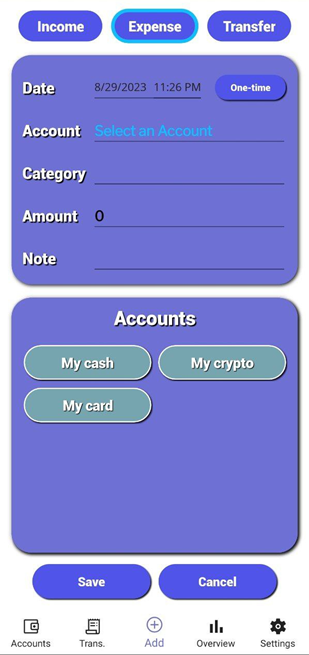 Income Expense Transfer
Date 8/29/2023 11:26 PM One-time
Account Select an Account
Category
Amount 0
Note
Accounts
My cash My crypto
My card
Save Cancel
Accounts Trans. Add Overview Settings